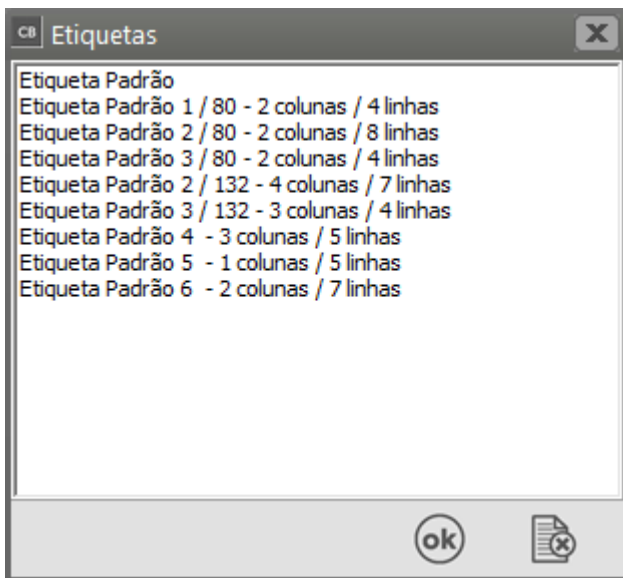 CB Etiquetas
Etiqueta Padrão
Etiqueta Padrão 1 / 80 - 2 colunas / 4 linhas
Etiqueta Padrão 2 / 80 - 2 colunas / 8 linhas
Etiqueta Padrão 3 / 80 - 2 colunas / 4 linhas
Etiqueta Padrão 2 / 132 - 4 colunas / 7 linhas
Etiqueta Padrão 3 / 132 - 3 colunas / 4 linhas
Etiqueta Padrão 4  - 3 colunas / 5 linhas
Etiqueta Padrão 5  - 1 colunas / 5 linhas
Etiqueta Padrão 6  - 2 colunas / 7 linhas
ok